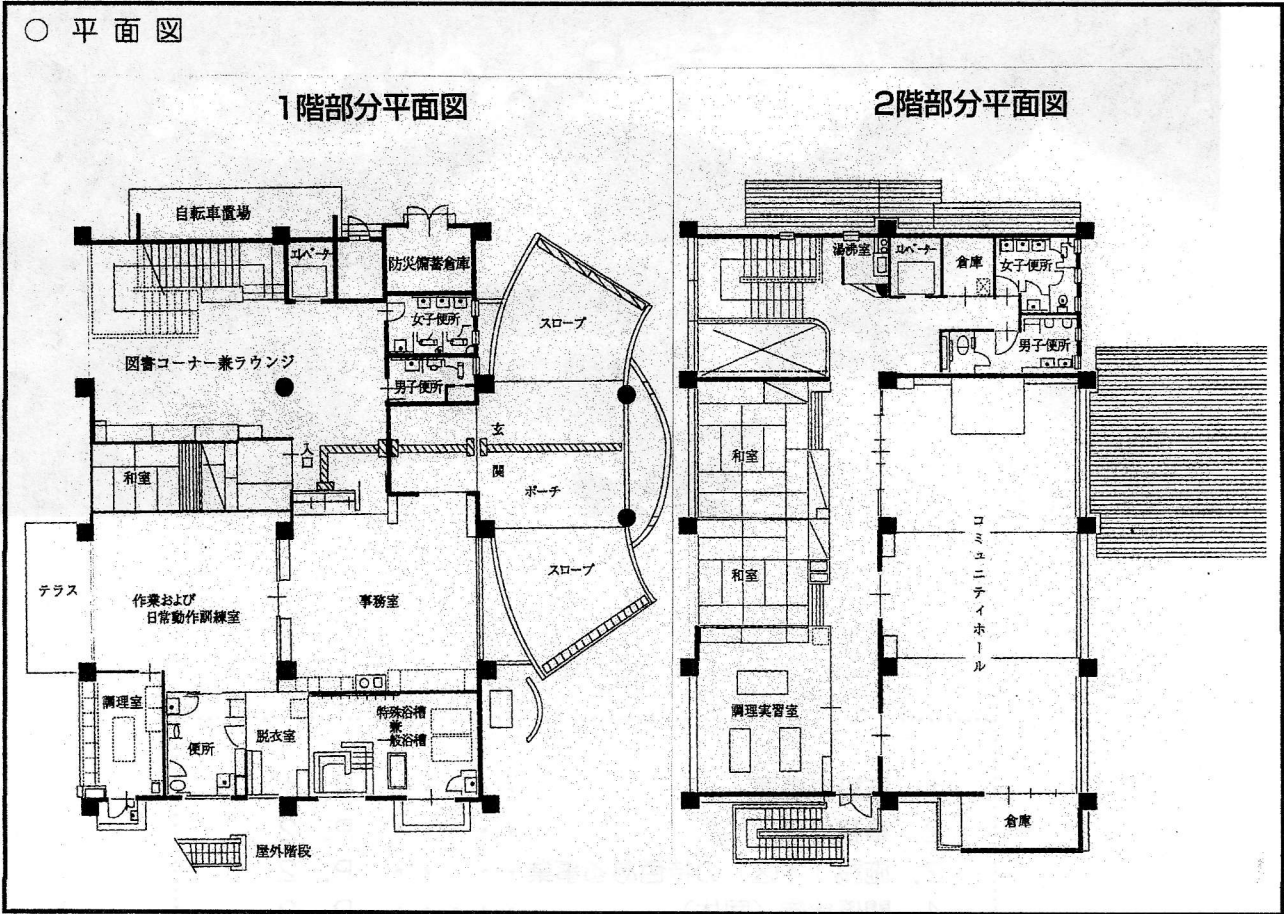 ○ 平面図
1階部分平面図
自転車置場
エレベーター
防災備蓄倉庫
女子便所
スロープ
図書コーナー兼ラウンジ
男子便所
玄
関
入口
和室
ポーチ
スロープ
テラス
作業および
日常動作訓練室
事務室
調理室
便所
脱衣室
特殊浴槽
兼
一般浴槽
屋外階段
2階部分平面図
湯沸室
エレベーター
倉庫
女子便所
男子便所
和室
和室
コミュニティホール
調理実習室
倉庫